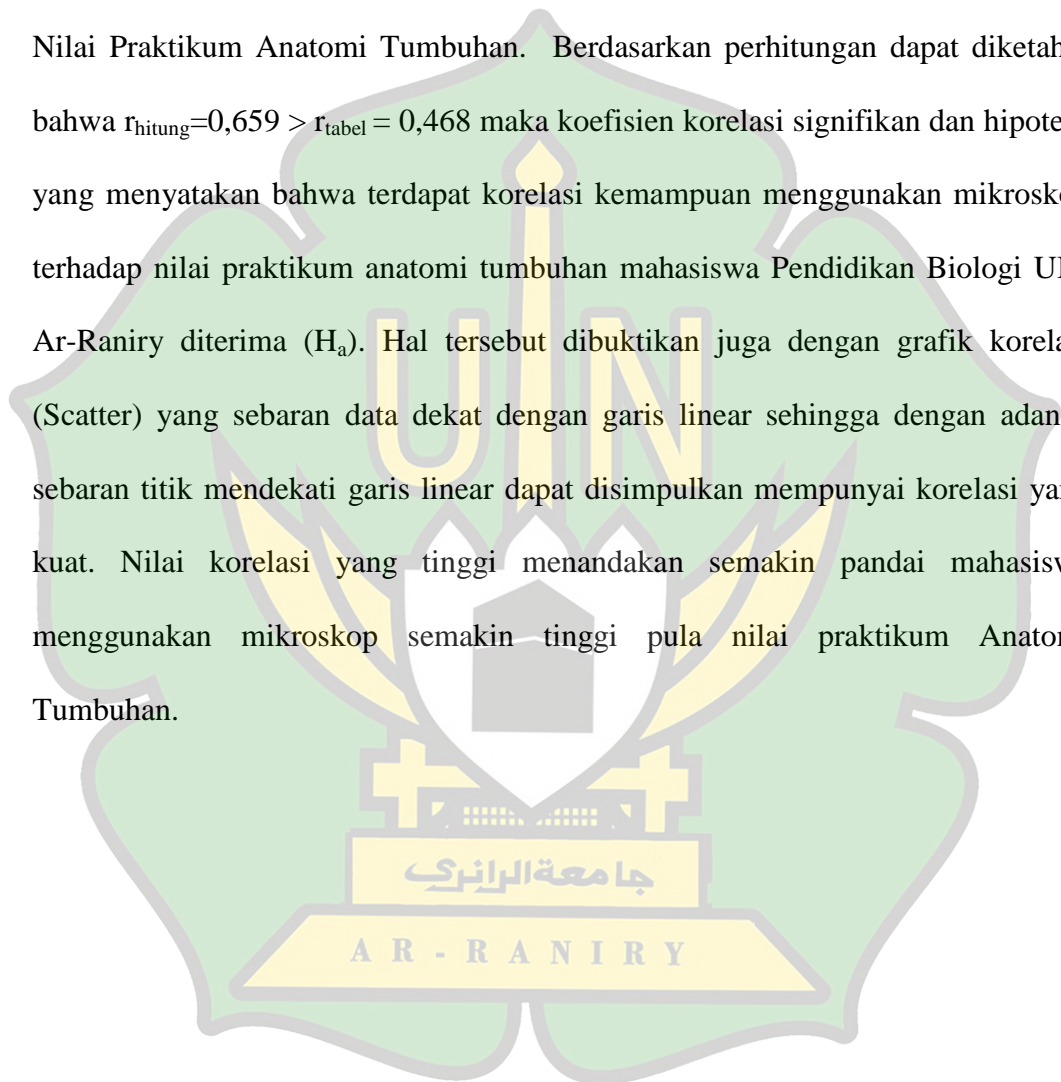 Nilai Praktikum Anatomi Tumbuhan. Berdasarkan perhitungan dapat diketah
bahwa rhitung=0,659 > rtabel = 0,468 maka koefisien korelasi signifikan dan hipote
yang menyatakan bahwa terdapat korelasi kemampuan menggunakan mikrosko
terhadap nilai praktikum anatomi tumbuhan mahasiswa Pendidikan Biologi UI
Ar-Raniry diterima (Ha). Hal tersebut dibuktikan juga dengan grafik korela
(Scatter) yang sebaran data dekat dengan garis linear sehingga dengan adan
sebaran titik mendekati garis linear dapat disimpulkan mempunyai korelasi yan
kuat. Nilai korelasi yang tinggi menandakan semakin pandai mahasisw
menggunakan mikroskop semakin tinggi pula nilai praktikum Anator
Tumbuhan.
UIN
جامعة الرانري
AR-RANIRY